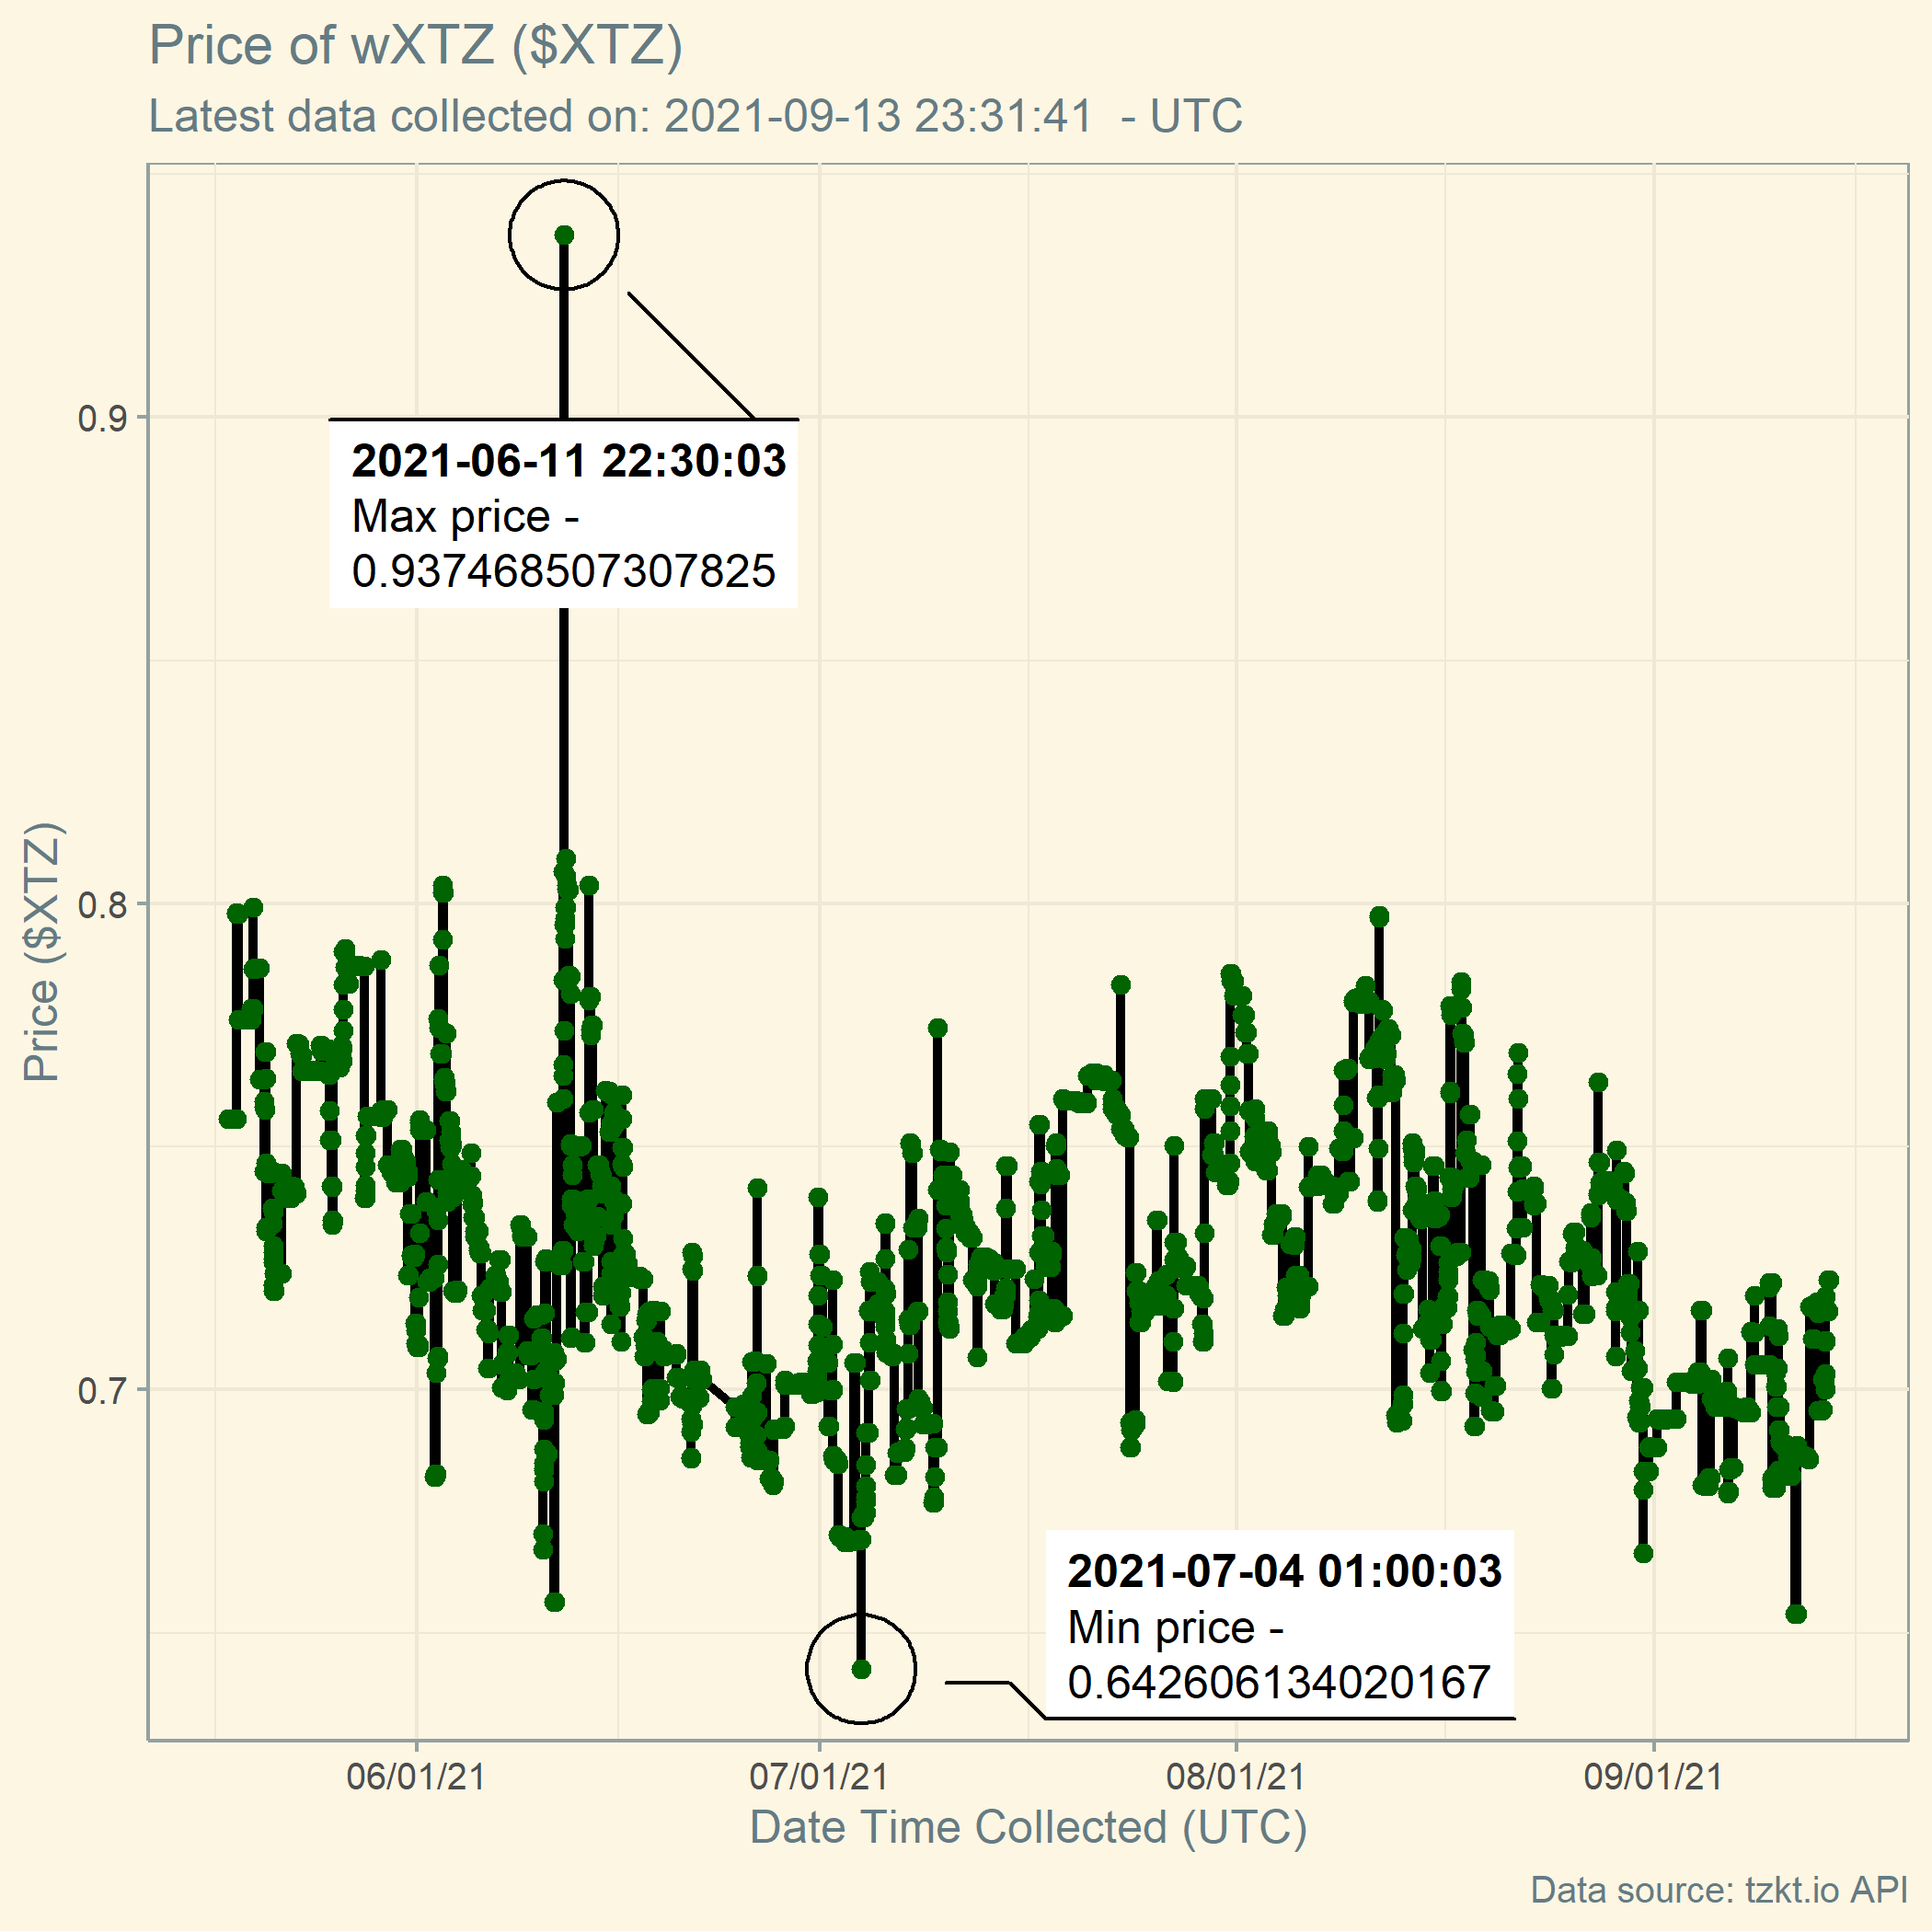 Price of wXTZ ($XTZ)
Latest data collected on: 2021-09-13 23:31:41  - UTC
Price ($XTZ)
0.9
0.8
0.7
2021-06-11 22:30:03
Max price -
0.937468507307825
2021-07-04 01:00:03
Min price -
0.642606134020167
06/01/21
07/01/21
08/01/21
09/01/21
Date Time Collected (UTC)
Data source: tzkt.io API